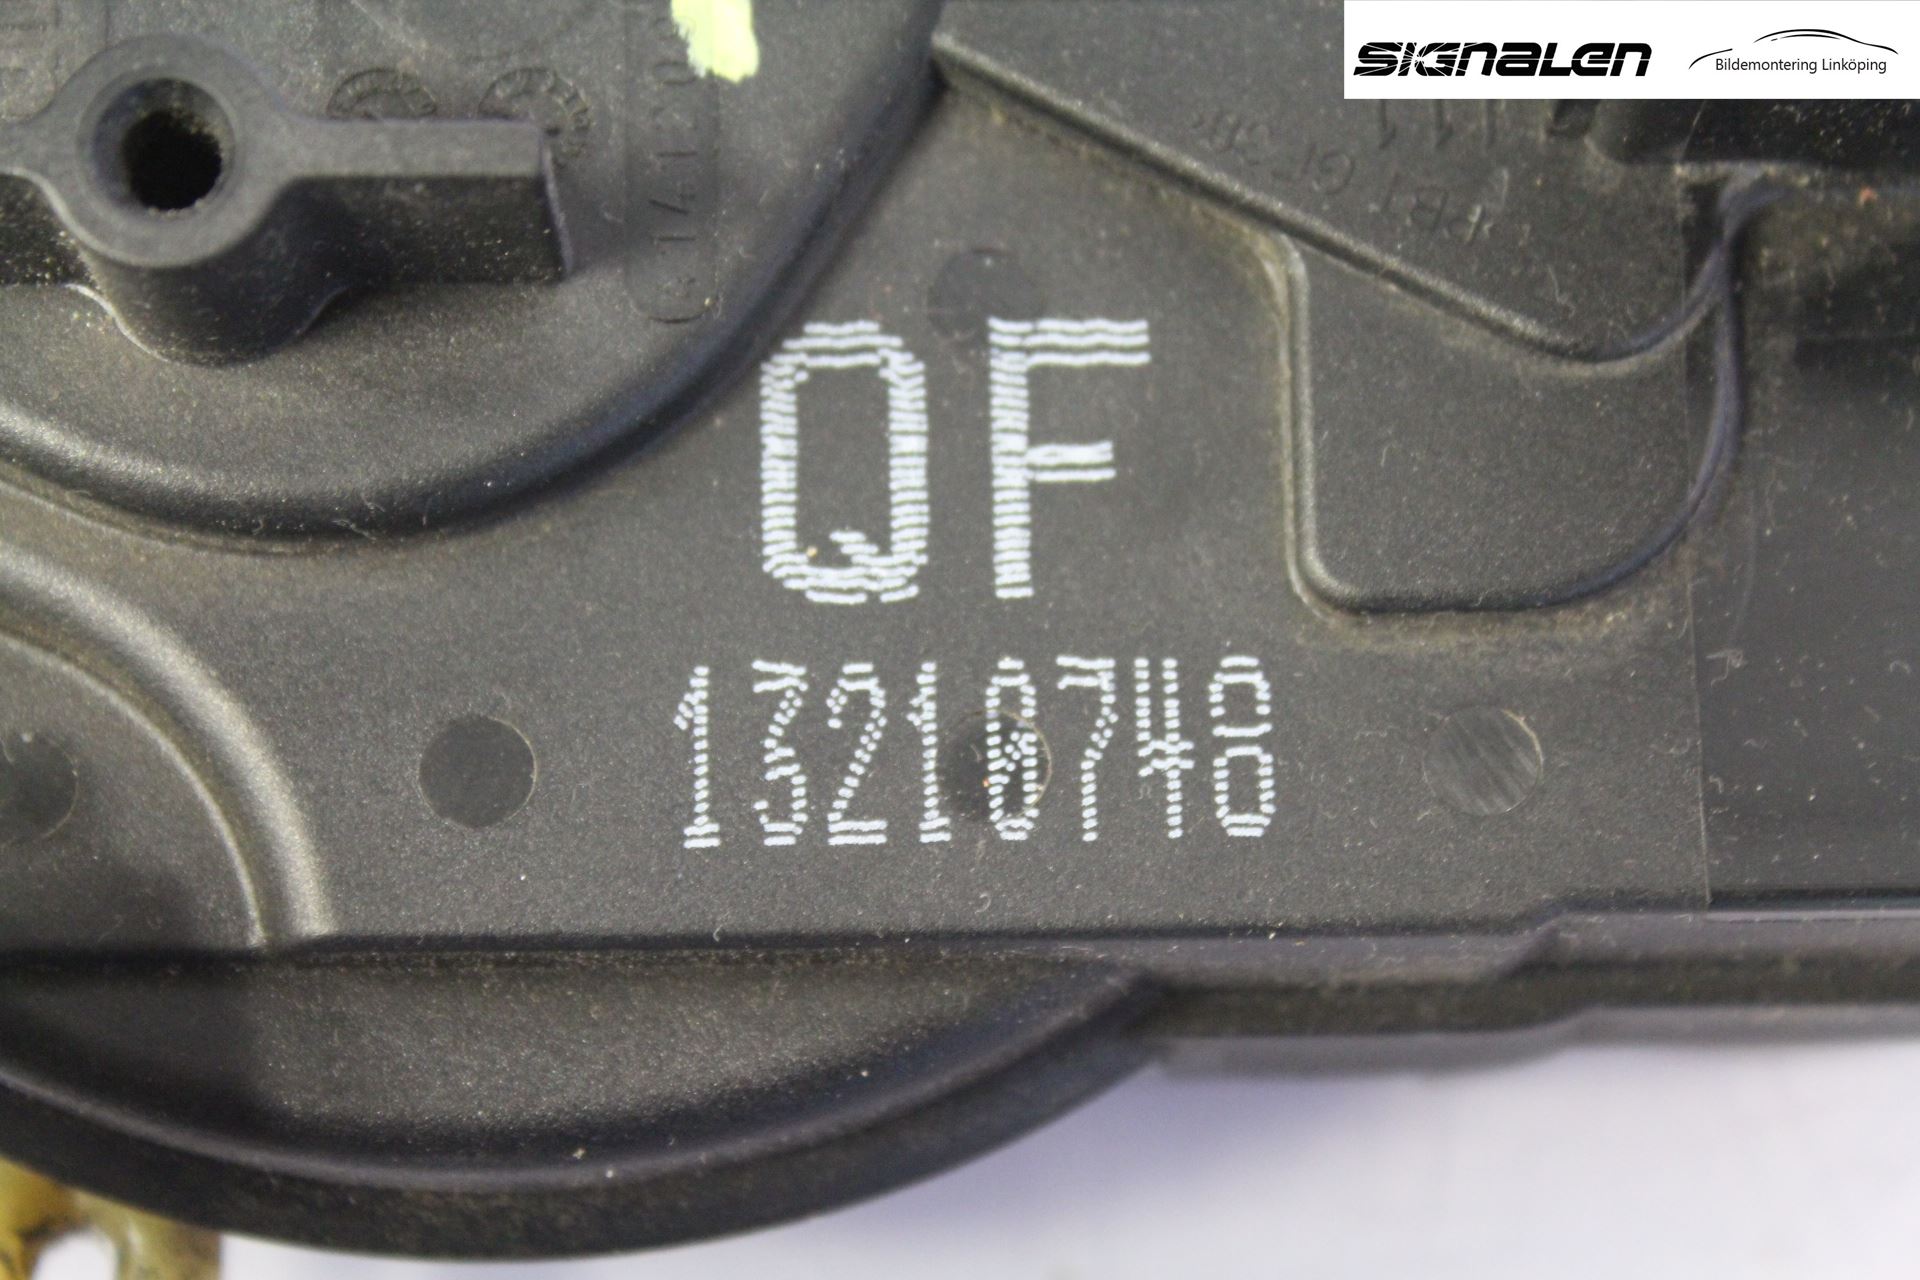 SIGNALEN
Bildemontering Linköping
QF
13210748